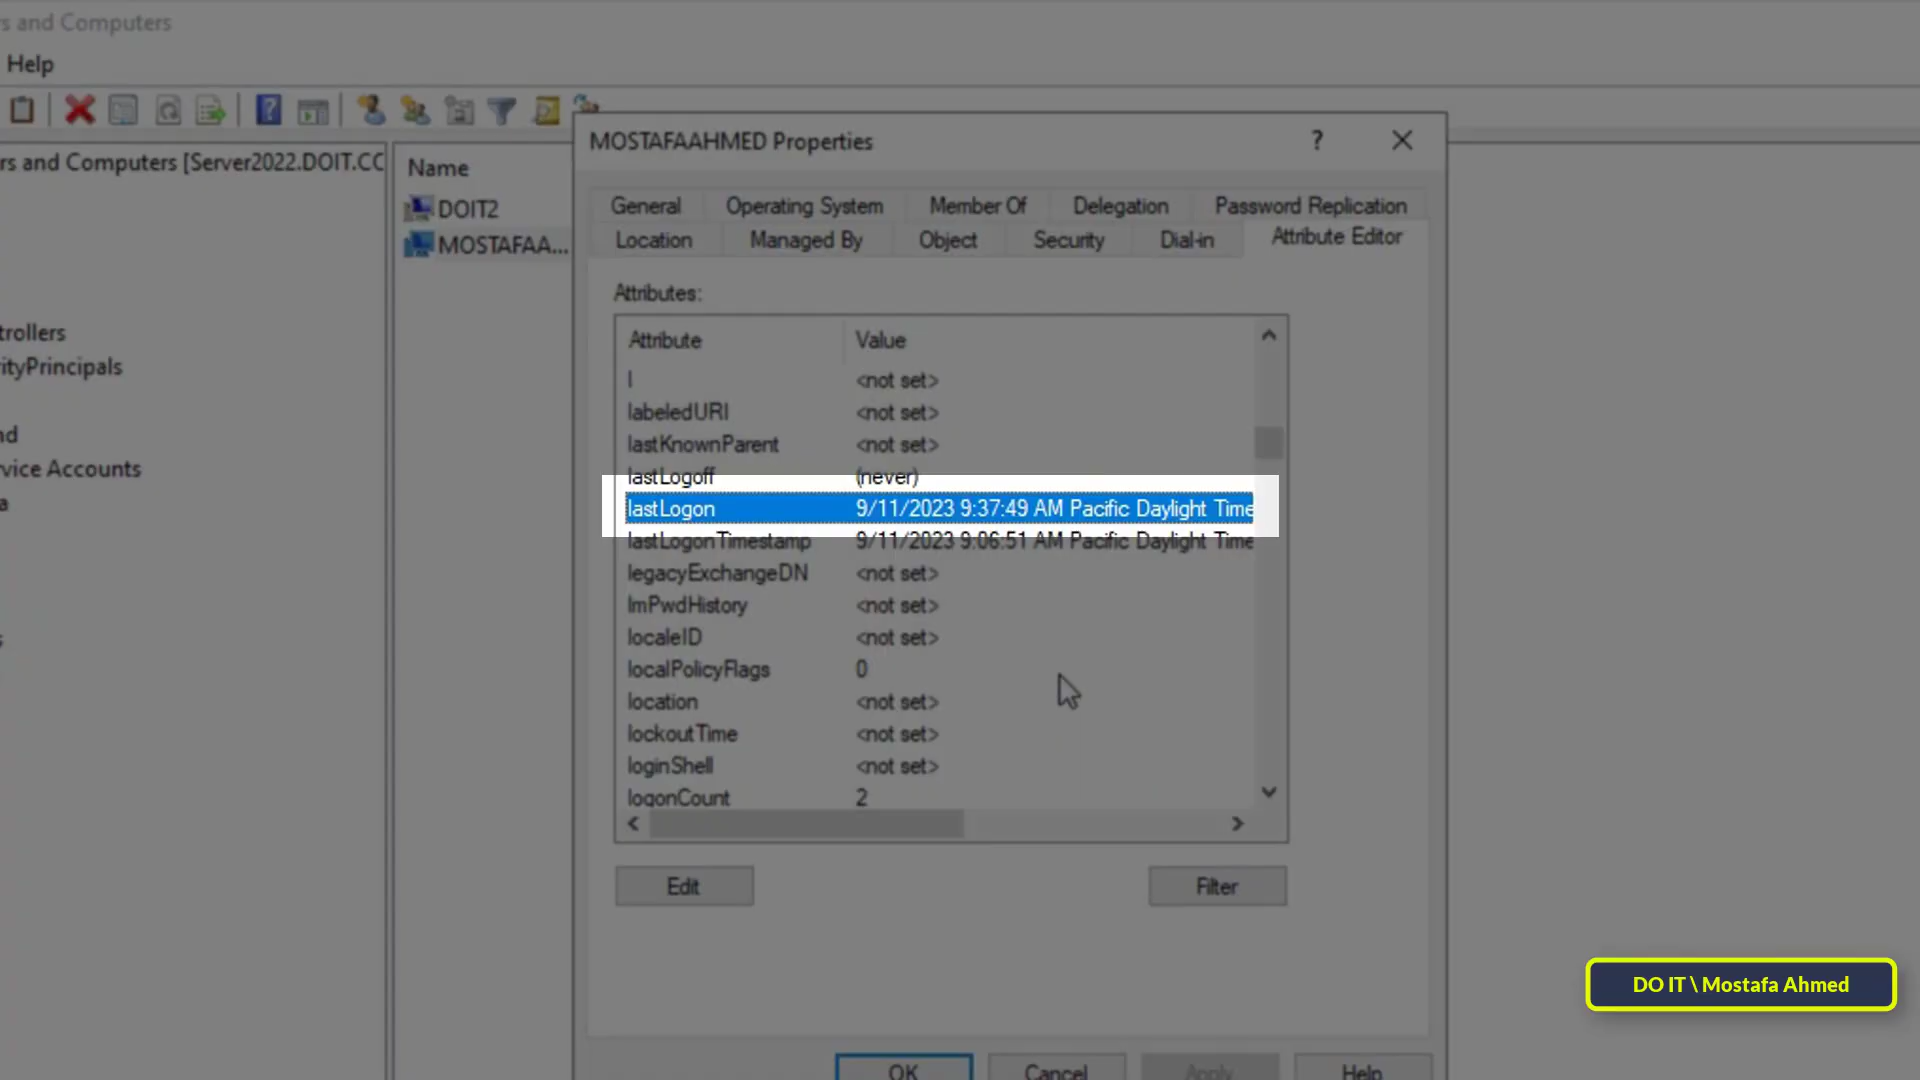 s and Computers
Help
rs and Computers [Server2022.DOIT.CC
trollers
ityPrincipals
nd
vice Accounts
a
s
Name
DOIT2
MOSTAFAA...
MOSTAFAAHMED Properties
?
General Operating System Member Of Delegation Password Replication
Location Managed By Object Security Dial-in Attribute Editor
Attributes:
Attribute Value
l <not set>
labeledURI <not set>
lastKnownParent <not set>
lastLogoff (never)
lastLogon 9/11/2023 9:37:49 AM Pacific Daylight Time
lastLogonTimestamp 9/11/2023 9:06:51 AM Pacific Daylight Time
legacyExchangeDN <not set>
lmPwdHistory <not set>
localeID <not set>
localPolicyFlags 0
location <not set>
lockoutTime <not set>
loginShell <not set>
logonCount 2
Edit Filter
OK Cancel Apply Help
DO IT \ Mostafa Ahmed